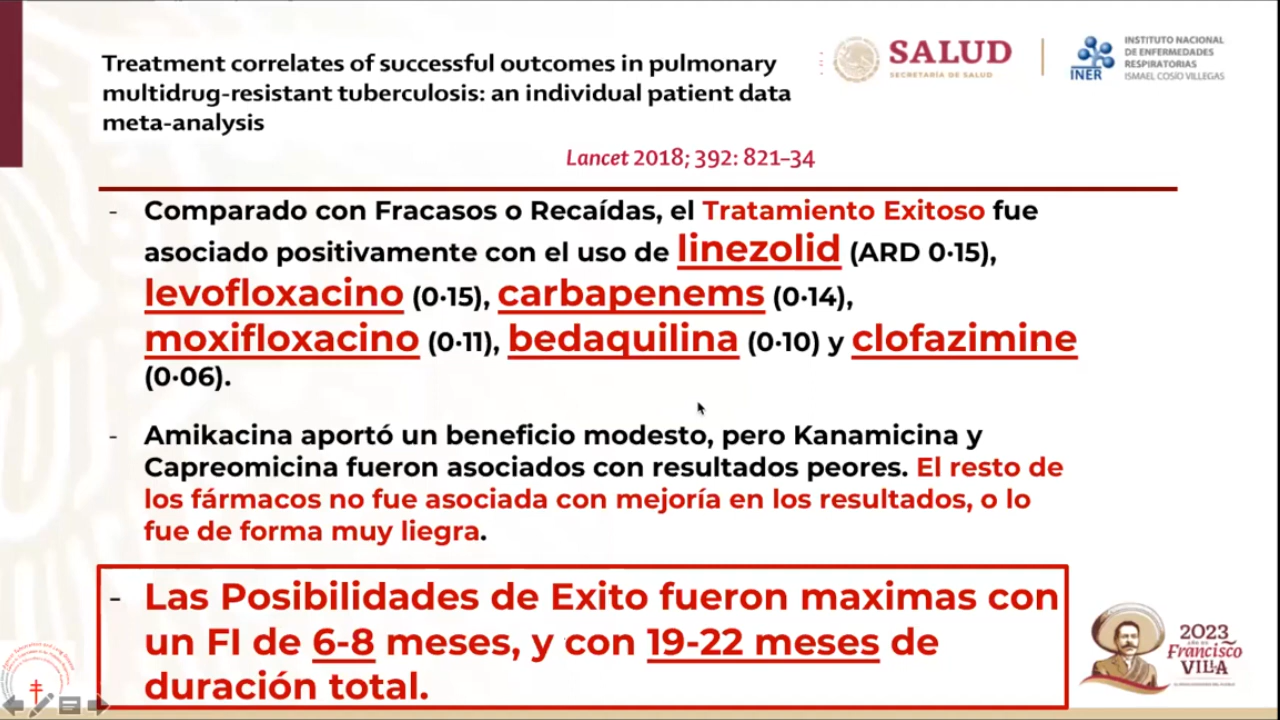 Treatment correlates of successful outcomes in pulmonary
multidrug-resistant tuberculosis: an individual patient data
meta-analysis
SALUD
SECRETARÍA DE SALUD
INER
INSTITUTO NACIONAL
DE ENFERMEDADES
RESPIRATORIAS
ISMAEL COSÍO VILLEGAS
Lancet 2018; 392: 821–34
- Comparado con Fracasos o Recaídas, el Tratamiento Exitoso fue
asociado positivamente con el uso de linezolid (ARD 0·15),
levofloxacino (0·15), carbapenems (0·14),
moxifloxacino (0·11), bedaquilina (0·10) y clofazimine
(0·06).
- Amikacina aportó un beneficio modesto, pero Kanamicina y
Capreomicina fueron asociados con resultados peores. El resto de
los fármacos no fue asociada con mejoría en los resultados, o lo
fue de forma muy liegra.
- Las Posibilidades de Exito fueron maximas con
un FI de 6-8 meses, y con 19-22 meses de
duración total.
2023
Francisco
VILLA